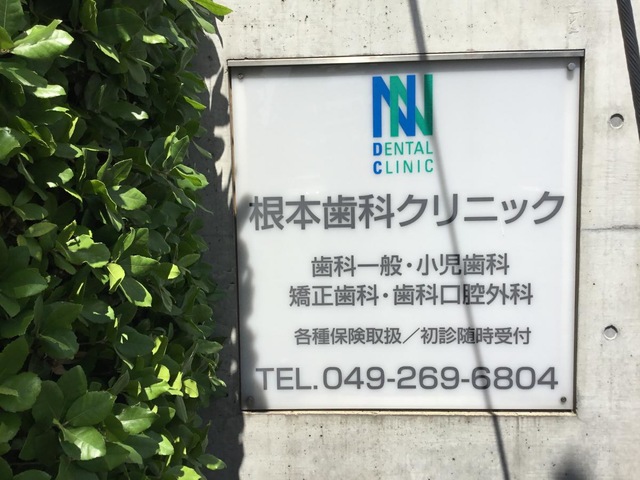 NN
DENTAL
CLINIC
根本歯科クリニック
歯科一般・小児歯科
矯正歯科・歯科口腔外科
各種保険取扱／初診随時受付
TEL.049-269-6804